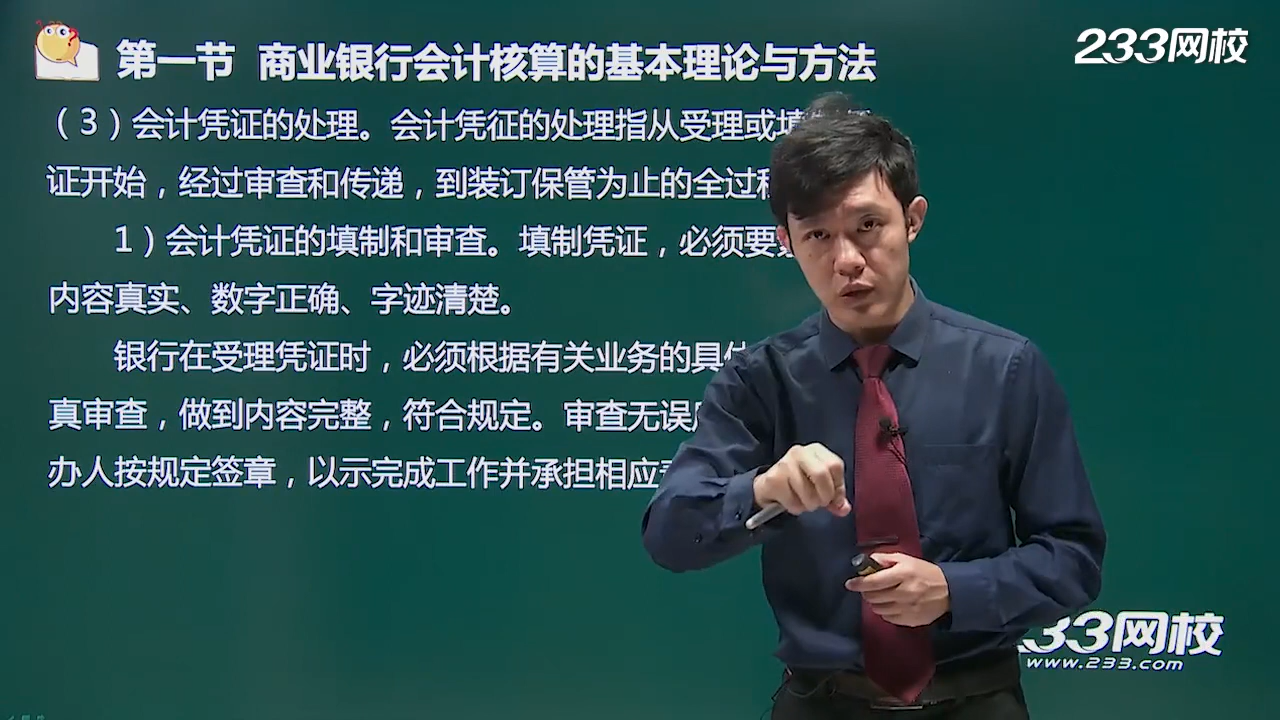 第一节 商业银行会计核算的基本理论与方法
233网校
（3）会计凭证的处理。会计凭征的处理指从受理或填
证开始，经过审查和传递，到装订保管为止的全过程
1）会计凭证的填制和审查。填制凭证，必须要
内容真实、数字正确、字迹清楚。
银行在受理凭证时，必须根据有关业务的具体
真审查，做到内容完整，符合规定。审查无误
办人按规定签章，以示完成工作并承担相应
233网校
www.233.com